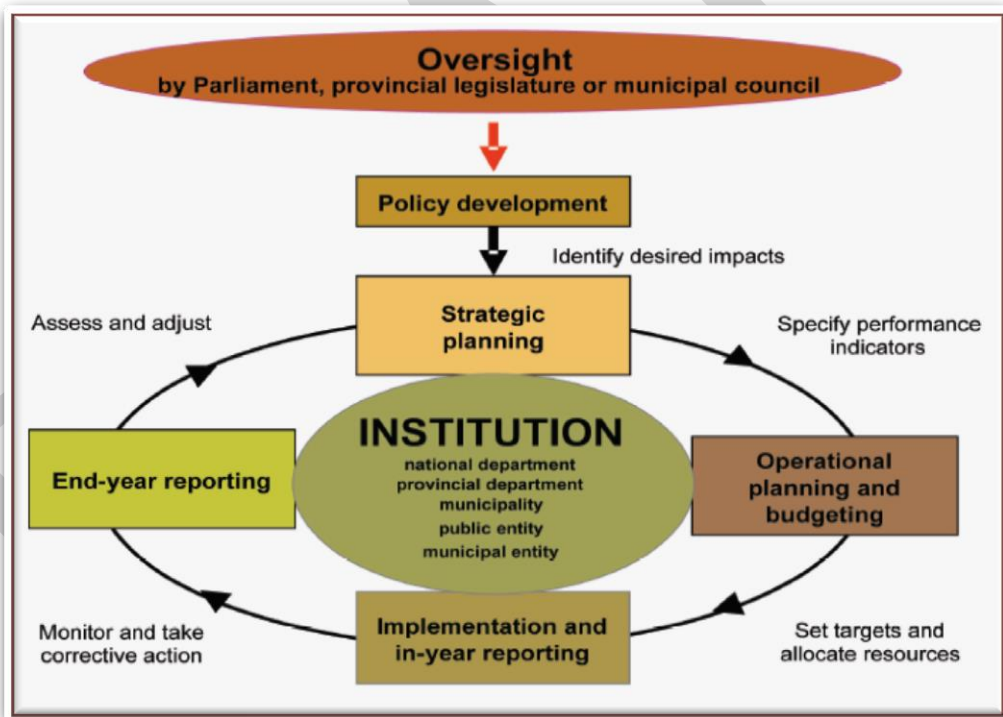 Oversight
by Parliament, provincial legislature or municipal council
Policy development
Identify desired impacts
Strategic
planning
Assess and adjust
Specify performance
indicators
INSTITUTION
national department
provincial department
municipality
public entity
municipal entity
End-year reporting
Operational
planning and
budgeting
Implementation and
in-year reporting
Monitor and take
corrective action
Set targets and
allocate resources